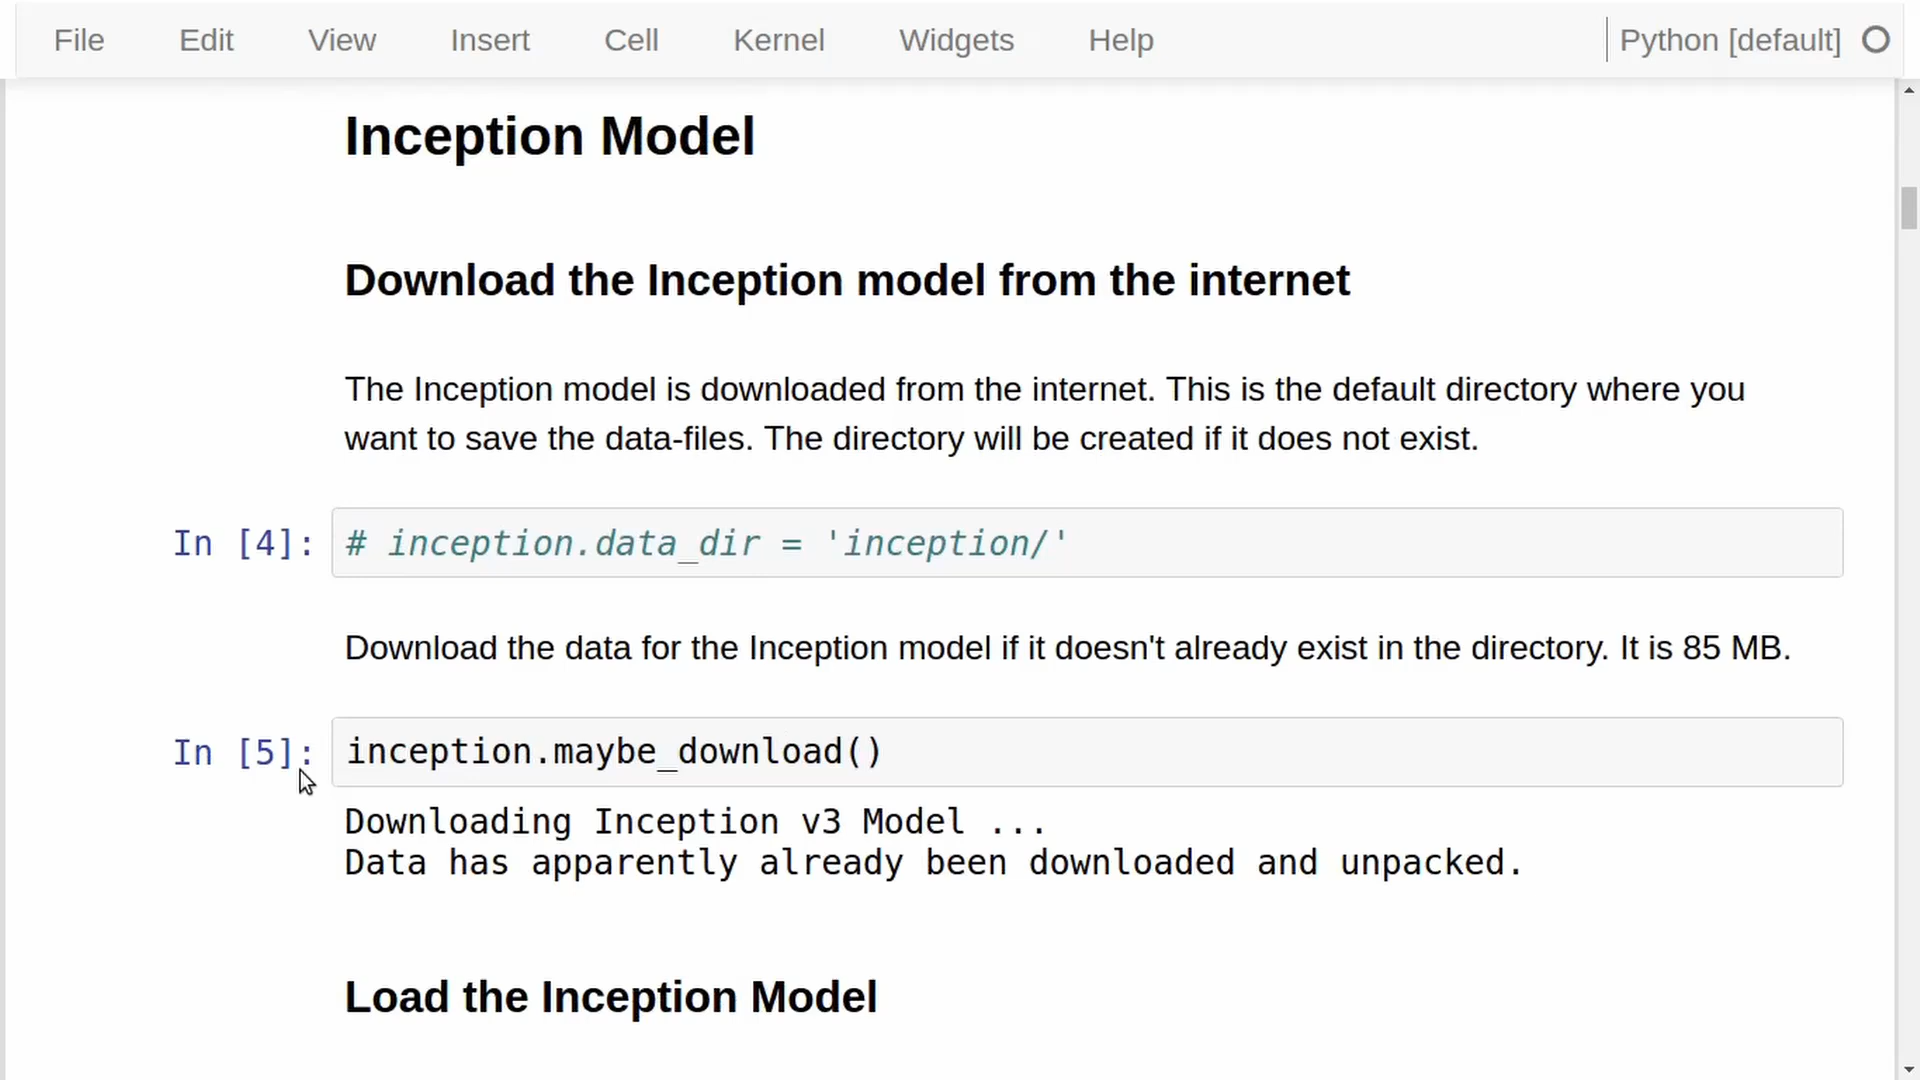 File Edit View Insert Cell Kernel Widgets Help Python [default]
Inception Model
Download the Inception model from the internet
The Inception model is downloaded from the internet. This is the default directory where you
want to save the data-files. The directory will be created if it does not exist.
In [4]: # inception.data_dir = 'inception/'
Download the data for the Inception model if it doesn't already exist in the directory. It is 85 MB.
In [5]: inception.maybe_download()
Downloading Inception v3 Model ...
Data has apparently already been downloaded and unpacked.
Load the Inception Model